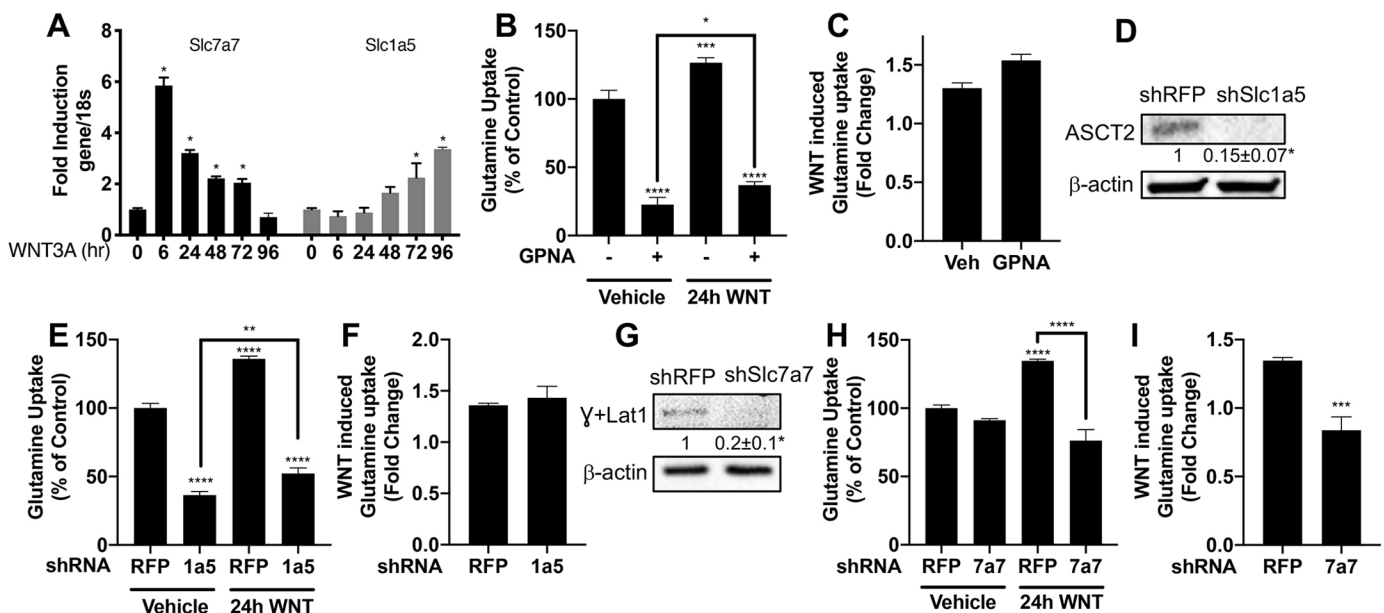 A
Fold Induction
gene/18s
8
6
4
2
0
Slc7a7
Slc1a5
*
*
*
*
*
*
WNT3A (hr)
0 6 24 48 72 96
0 6 24 48 72 96
B
Glutamine Uptake
(% of Control)
150
100
50
0
*
***
****
****
GPNA
- + - +
Vehicle 24h WNT
C
WNT induced
Glutamine uptake
(Fold Change)
1.5
1.0
0.5
0.0
Veh GPNA
D
shRFP shSlc1a5
ASCT2
1 0.15±0.07*
β-actin
E
Glutamine Uptake
(% of Control)
150
100
50
0
**
****
****
****
shRNA RFP 1a5 RFP 1a5
Vehicle 24h WNT
F
WNT induced
Glutamine uptake
(Fold Change)
2.0
1.5
1.0
0.5
0.0
shRNA RFP 1a5
G
shRFP shSlc7a7
Ɣ+Lat1
1 0.2±0.1*
β-actin
H
Glutamine Uptake
(% of Control)
150
100
50
0
****
****
shRNA RFP 7a7 RFP 7a7
Vehicle 24h WNT
I
WNT induced
Glutamine uptake
(Fold Change)
1.5
1.0
0.5
0.0
***
shRNA RFP 7a7